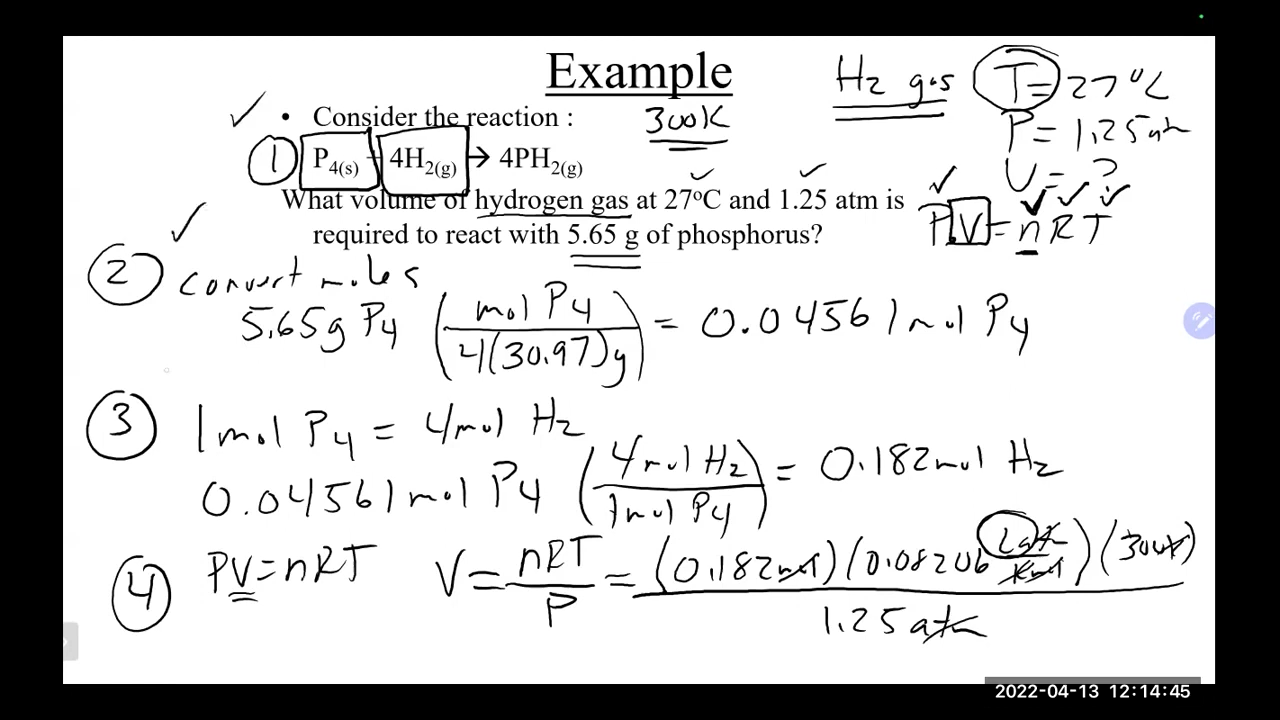 Example
H2 gas T = 27°C
• Consider the reaction : 300K
P = 1.25 atm
① P4(s) + 4H2(g) → 4PH2(g)
V = ?
What volume of hydrogen gas at 27°C and 1.25 atm is
PV = nRT
required to react with 5.65 g of phosphorus?
② convert moles
5.65g P4 (mol P4 / 4(30.97)g) = 0.04561 mol P4
③ 1 mol P4 = 4 mol H2
0.04561 mol P4 (4 mol H2 / 1 mol P4) = 0.182 mol H2
④ PV = nRT V = nRT / P = (0.182 mol)(0.08206 L atm / K mol)(300K) / 1.25 atm
2022-04-13 12:14:45